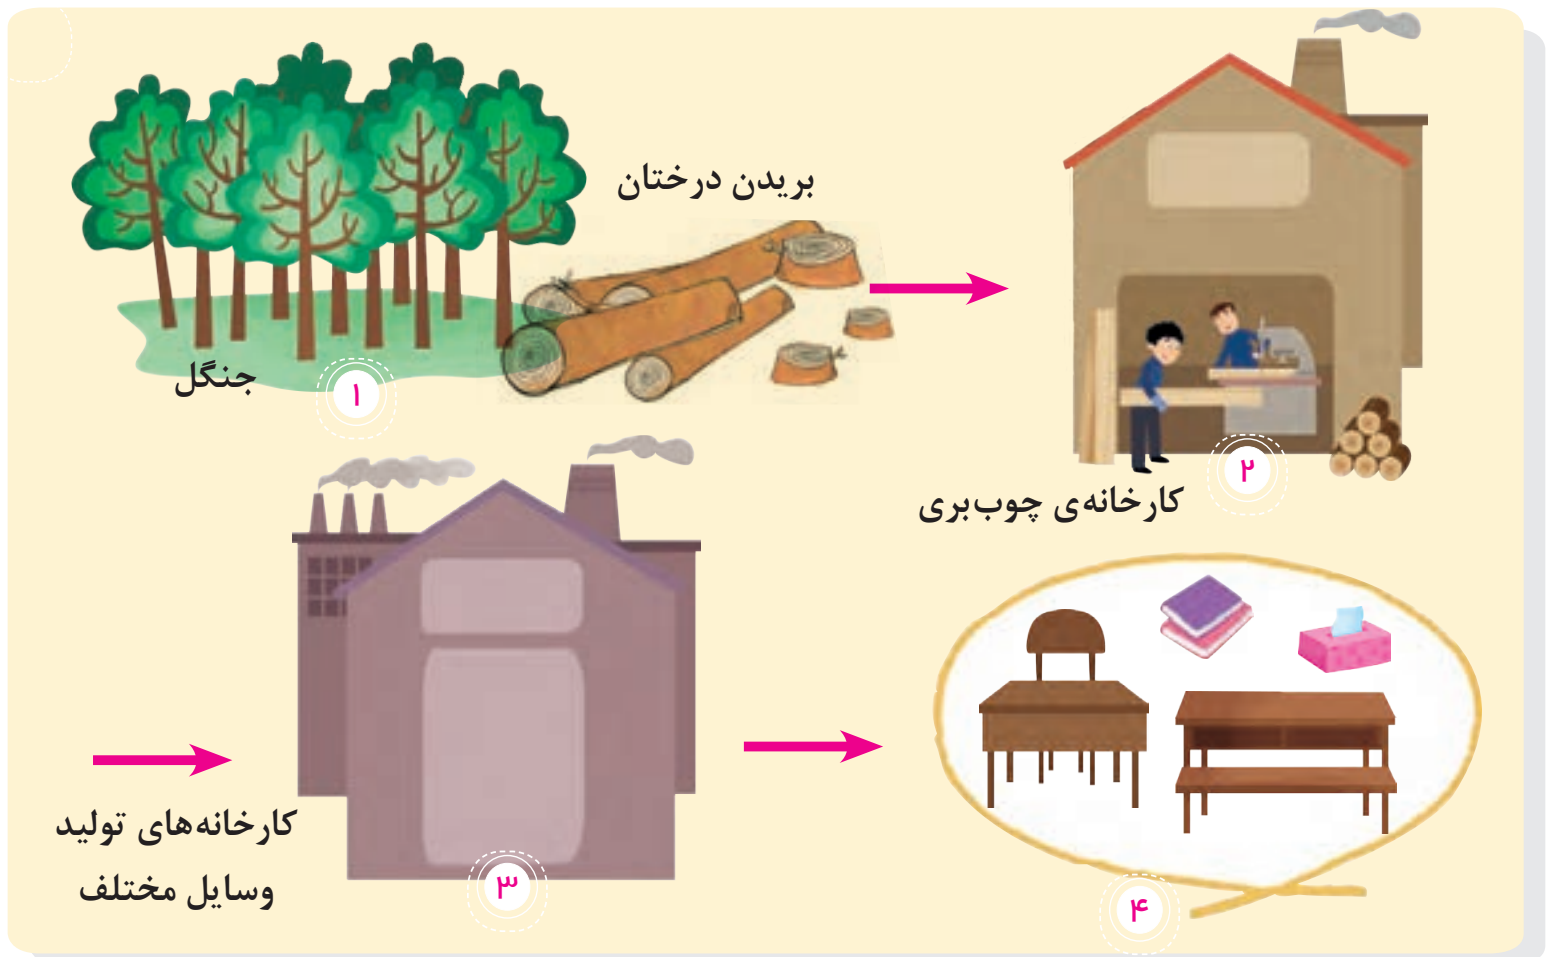 بریدن درختان
جنگل
۱
۲
کارخانه‌ی چوب‌بری
کارخانه‌های تولید
وسایل مختلف
۳
۴